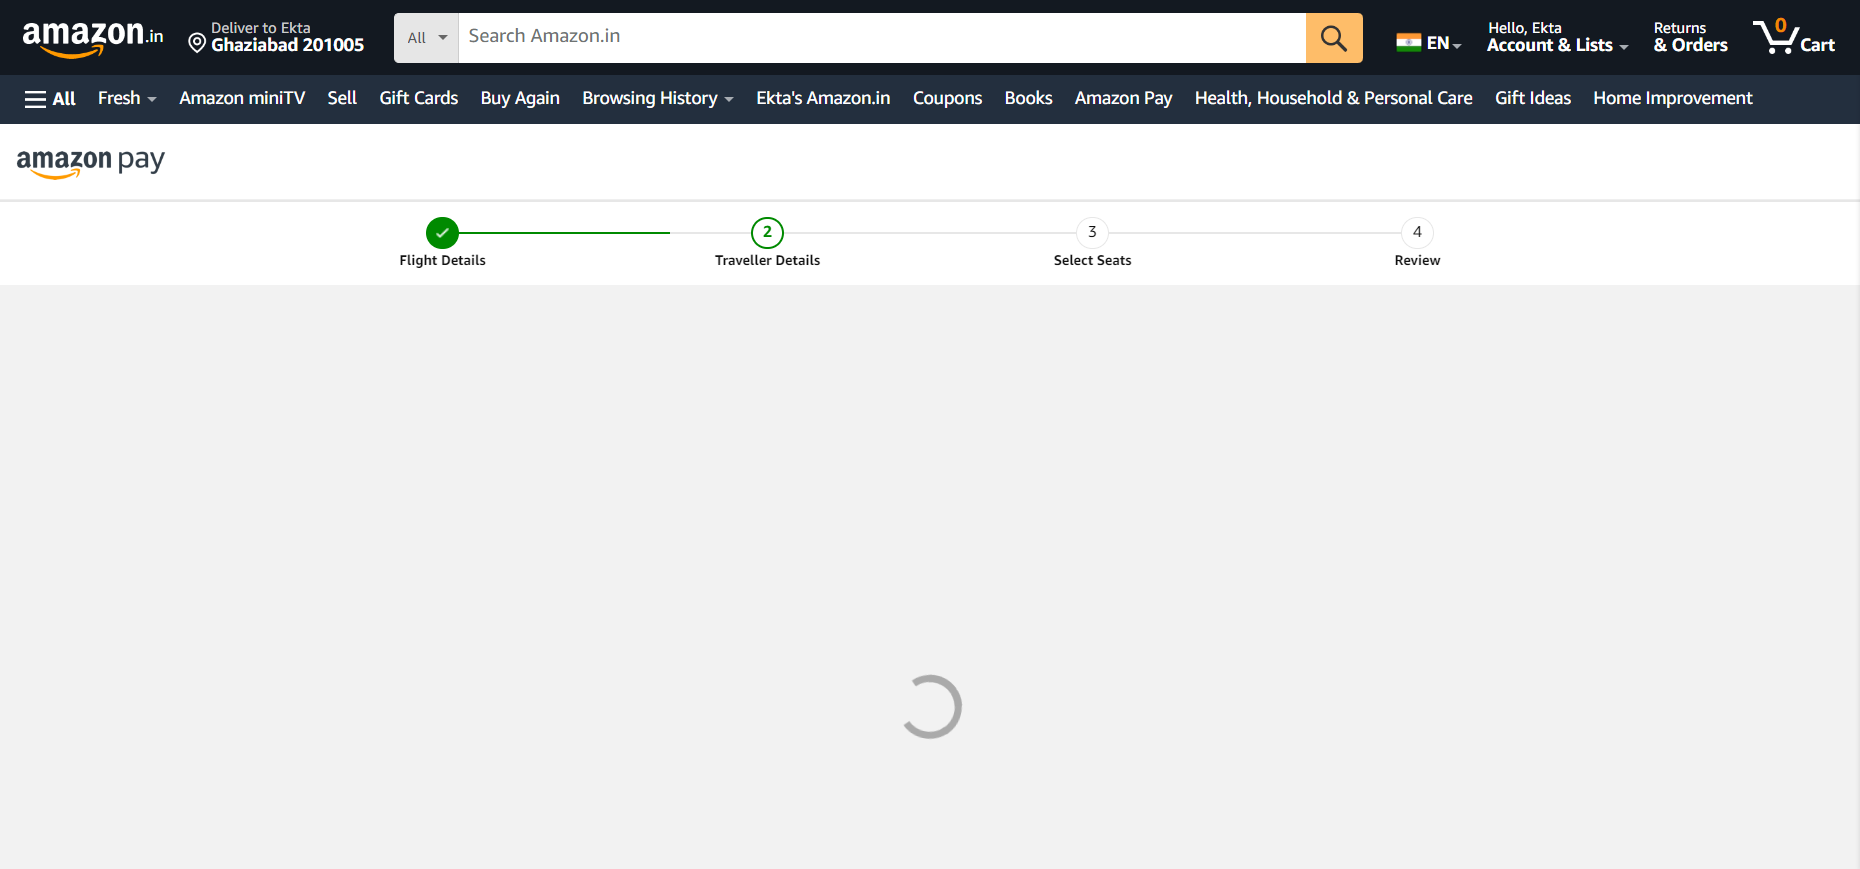 amazon.in
Deliver to Ekta
Ghaziabad 201005
All
Search Amazon.in
EN
Hello, Ekta
Account & Lists
Returns
& Orders
0
Cart
All Fresh Amazon miniTV Sell Gift Cards Buy Again Browsing History Ekta's Amazon.in Coupons Books Amazon Pay Health, Household & Personal Care Gift Ideas Home Improvement
amazon pay
2 3 4
Flight Details Traveller Details Select Seats Review